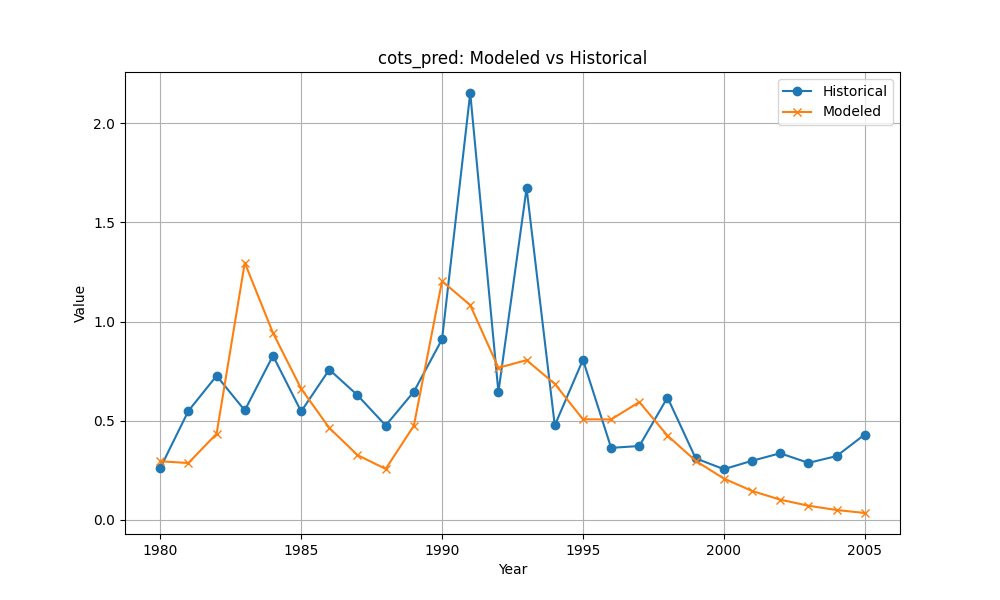 cots_pred: Modeled vs Historical
Historical
Modeled
Value
2.0
1.5
1.0
0.5
0.0
1980 1985 1990 1995 2000 2005
Year